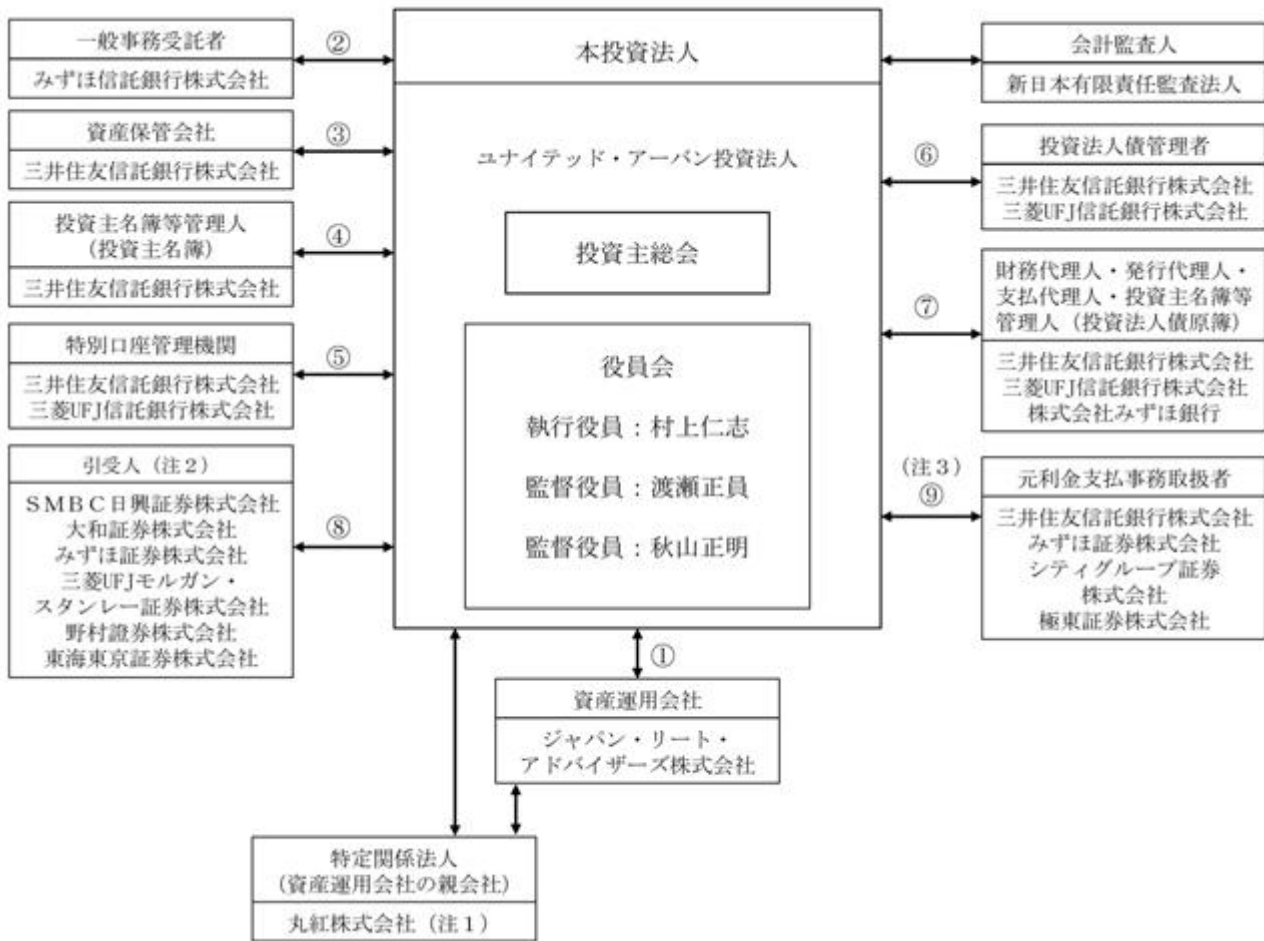 一般事務受託者
みずほ信託銀行株式会社
②
資産保管会社
三井住友信託銀行株式会社
③
投資主名簿等管理人
(投資主名簿)
三井住友信託銀行株式会社
④
特別口座管理機関
三井住友信託銀行株式会社
三菱UFJ信託銀行株式会社
⑤
引受人（注２）
ＳＭＢＣ日興証券株式会社
大和証券株式会社
みずほ証券株式会社
三菱UFJモルガン・
スタンレー証券株式会社
野村證券株式会社
東海東京証券株式会社
⑧
本投資法人
ユナイテッド・アーバン投資法人
投資主総会
役員会
執行役員：村上仁志
監督役員：渡瀬正員
監督役員：秋山正明
会計監査人
新日本有限責任監査法人
⑥
投資法人債管理者
三井住友信託銀行株式会社
三菱UFJ信託銀行株式会社
⑦
財務代理人・発行代理人・
支払代理人・投資主名簿等
管理人（投資法人債原簿）
三井住友信託銀行株式会社
三菱UFJ信託銀行株式会社
株式会社みずほ銀行
（注３）
⑨
元利金支払事務取扱者
三井住友信託銀行株式会社
みずほ証券株式会社
シティグループ証券
株式会社
極東証券株式会社
①
資産運用会社
ジャパン・リート・
アドバイザーズ株式会社
特定関係法人
(資産運用会社の親会社)
丸紅株式会社（注１）